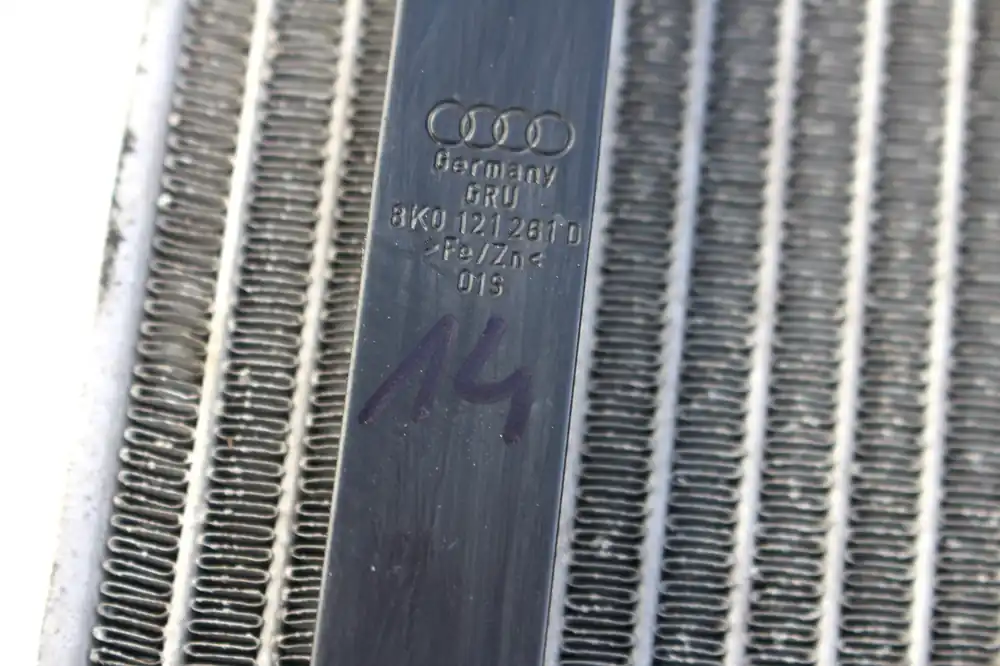 Germany
GRU
8K0 121 261 D
>Fe/Zn<
01S
14